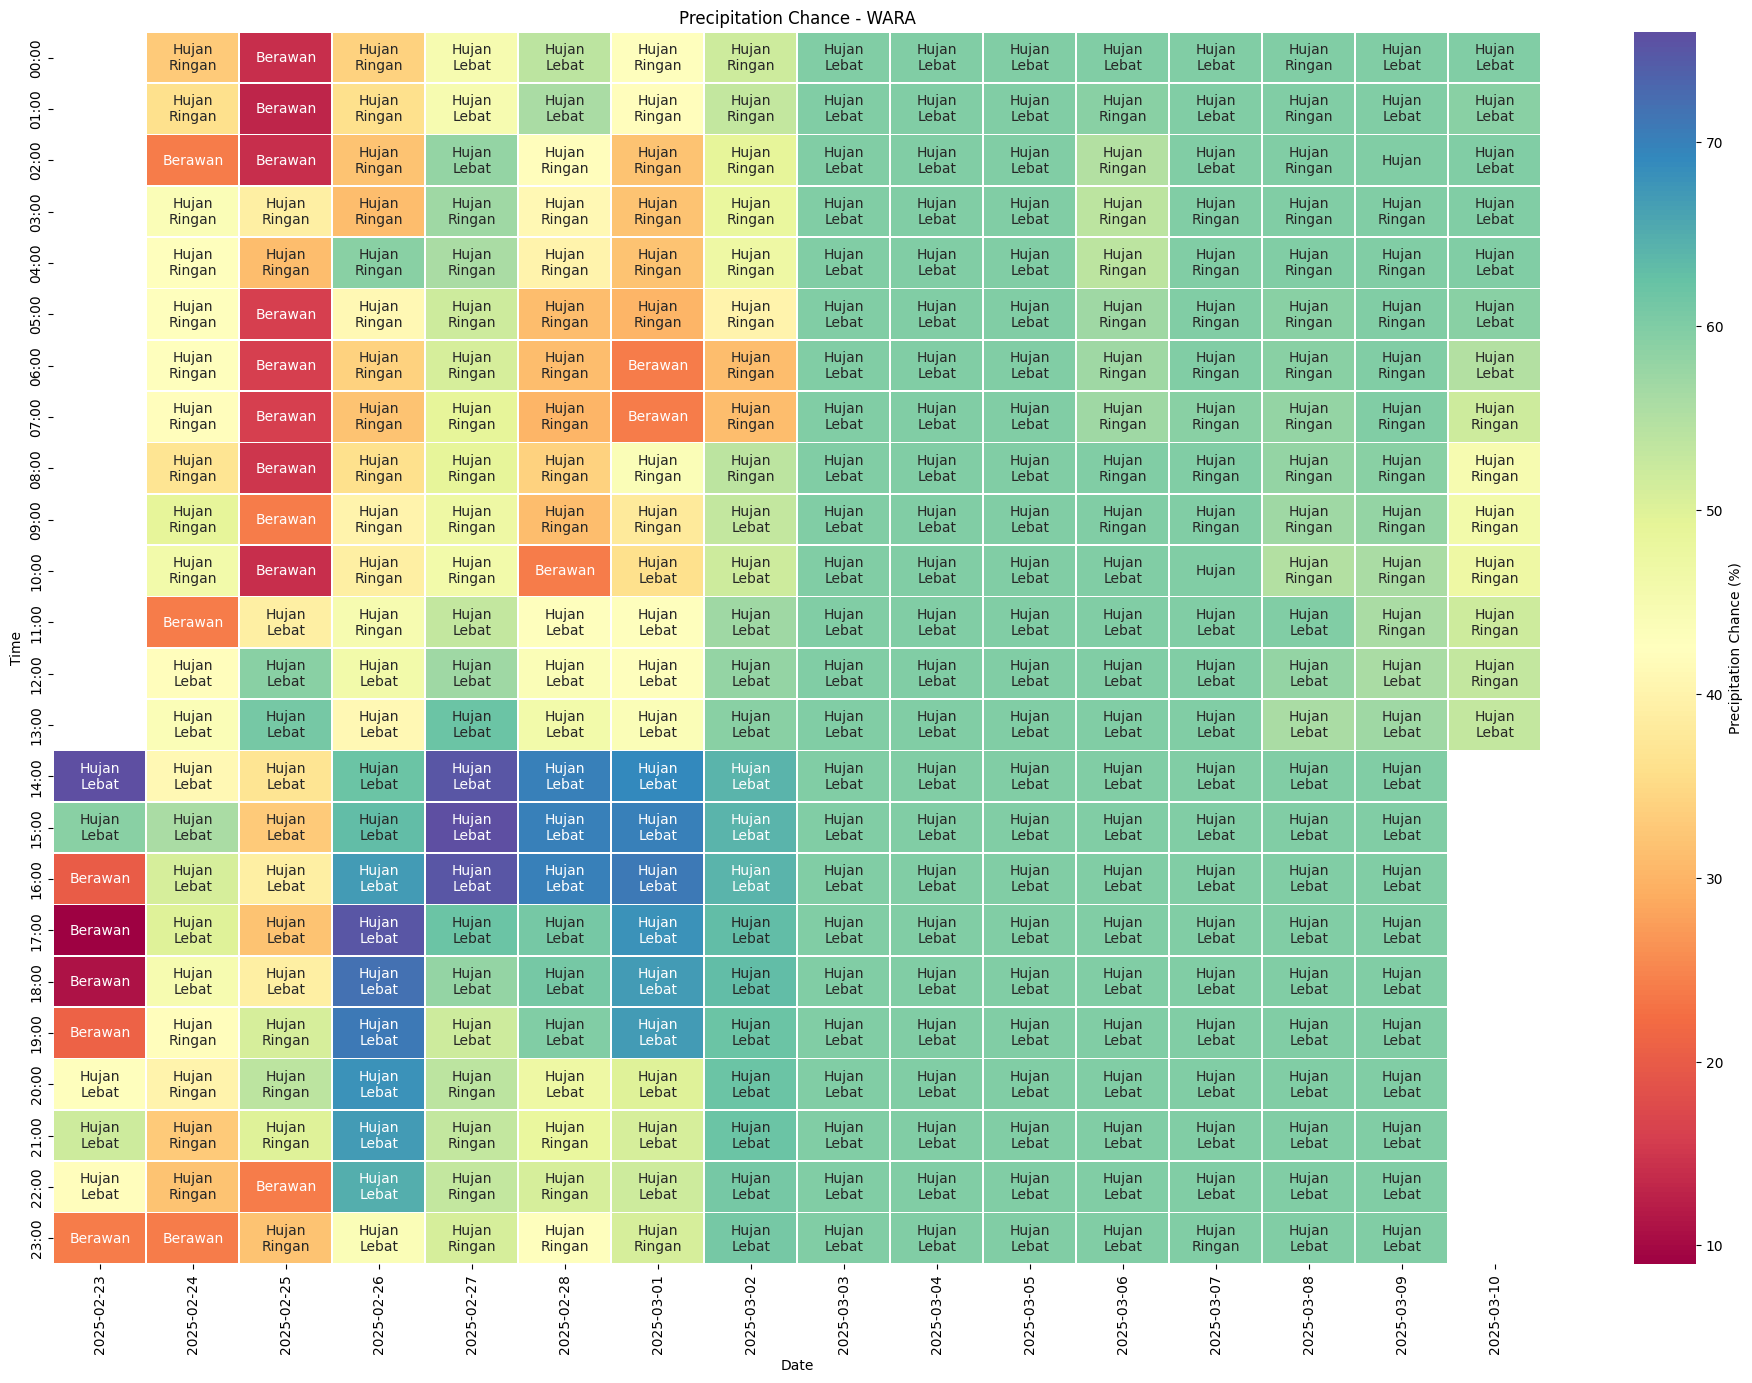 Precipitation Chance - WARA
00:00 Hujan Ringan Berawan Hujan Ringan Hujan Lebat Hujan Lebat Hujan Ringan Hujan Ringan Hujan Lebat Hujan Lebat Hujan Lebat Hujan Lebat Hujan Lebat Hujan Ringan Hujan Lebat Hujan Lebat
01:00 Hujan Ringan Berawan Hujan Ringan Hujan Lebat Hujan Lebat Hujan Ringan Hujan Ringan Hujan Lebat Hujan Lebat Hujan Lebat Hujan Ringan Hujan Lebat Hujan Ringan Hujan Lebat Hujan Lebat
02:00 Berawan Berawan Hujan Ringan Hujan Lebat Hujan Ringan Hujan Ringan Hujan Ringan Hujan Lebat Hujan Lebat Hujan Lebat Hujan Ringan Hujan Lebat Hujan Ringan Hujan Hujan Lebat
03:00 Hujan Ringan Hujan Ringan Hujan Ringan Hujan Ringan Hujan Ringan Hujan Ringan Hujan Ringan Hujan Lebat Hujan Lebat Hujan Lebat Hujan Ringan Hujan Ringan Hujan Ringan Hujan Ringan Hujan Lebat
04:00 Hujan Ringan Hujan Ringan Hujan Ringan Hujan Ringan Hujan Ringan Hujan Ringan Hujan Ringan Hujan Lebat Hujan Lebat Hujan Lebat Hujan Ringan Hujan Ringan Hujan Ringan Hujan Ringan Hujan Lebat
05:00 Hujan Ringan Berawan Hujan Ringan Hujan Ringan Hujan Ringan Hujan Ringan Hujan Ringan Hujan Lebat Hujan Lebat Hujan Lebat Hujan Ringan Hujan Ringan Hujan Ringan Hujan Ringan Hujan Lebat
06:00 Hujan Ringan Berawan Hujan Ringan Hujan Ringan Hujan Ringan Berawan Hujan Ringan Hujan Lebat Hujan Lebat Hujan Lebat Hujan Ringan Hujan Ringan Hujan Ringan Hujan Ringan Hujan Lebat
07:00 Hujan Ringan Berawan Hujan Ringan Hujan Ringan Hujan Ringan Berawan Hujan Ringan Hujan Lebat Hujan Lebat Hujan Lebat Hujan Ringan Hujan Ringan Hujan Ringan Hujan Ringan Hujan Ringan
08:00 Hujan Ringan Berawan Hujan Ringan Hujan Ringan Hujan Ringan Hujan Ringan Hujan Ringan Hujan Lebat Hujan Lebat Hujan Lebat Hujan Ringan Hujan Ringan Hujan Ringan Hujan Ringan Hujan Ringan
09:00 Hujan Ringan Berawan Hujan Ringan Hujan Ringan Hujan Ringan Hujan Ringan Hujan Lebat Hujan Lebat Hujan Lebat Hujan Lebat Hujan Ringan Hujan Ringan Hujan Ringan Hujan Ringan Hujan Ringan
10:00 Hujan Ringan Berawan Hujan Ringan Hujan Ringan Berawan Hujan Lebat Hujan Lebat Hujan Lebat Hujan Lebat Hujan Lebat Hujan Lebat Hujan Hujan Ringan Hujan Ringan Hujan Ringan
11:00 Berawan Hujan Lebat Hujan Ringan Hujan Lebat Hujan Lebat Hujan Lebat Hujan Lebat Hujan Lebat Hujan Lebat Hujan Lebat Hujan Lebat Hujan Lebat Hujan Lebat Hujan Ringan Hujan Ringan
12:00 Hujan Lebat Hujan Lebat Hujan Lebat Hujan Lebat Hujan Lebat Hujan Lebat Hujan Lebat Hujan Lebat Hujan Lebat Hujan Lebat Hujan Lebat Hujan Lebat Hujan Lebat Hujan Lebat Hujan Ringan
13:00 Hujan Lebat Hujan Lebat Hujan Lebat Hujan Lebat Hujan Lebat Hujan Lebat Hujan Lebat Hujan Lebat Hujan Lebat Hujan Lebat Hujan Lebat Hujan Lebat Hujan Lebat Hujan Lebat Hujan Lebat
14:00 Hujan Lebat Hujan Lebat Hujan Lebat Hujan Lebat Hujan Lebat Hujan Lebat Hujan Lebat Hujan Lebat Hujan Lebat Hujan Lebat Hujan Lebat Hujan Lebat Hujan Lebat Hujan Lebat Hujan Lebat
15:00 Hujan Lebat Hujan Lebat Hujan Lebat Hujan Lebat Hujan Lebat Hujan Lebat Hujan Lebat Hujan Lebat Hujan Lebat Hujan Lebat Hujan Lebat Hujan Lebat Hujan Lebat Hujan Lebat Hujan Lebat
16:00 Berawan Hujan Lebat Hujan Lebat Hujan Lebat Hujan Lebat Hujan Lebat Hujan Lebat Hujan Lebat Hujan Lebat Hujan Lebat Hujan Lebat Hujan Lebat Hujan Lebat Hujan Lebat Hujan Lebat
17:00 Berawan Hujan Lebat Hujan Lebat Hujan Lebat Hujan Lebat Hujan Lebat Hujan Lebat Hujan Lebat Hujan Lebat Hujan Lebat Hujan Lebat Hujan Lebat Hujan Lebat Hujan Lebat Hujan Lebat
18:00 Berawan Hujan Lebat Hujan Lebat Hujan Lebat Hujan Lebat Hujan Lebat Hujan Lebat Hujan Lebat Hujan Lebat Hujan Lebat Hujan Lebat Hujan Lebat Hujan Lebat Hujan Lebat Hujan Lebat
19:00 Berawan Hujan Ringan Hujan Ringan Hujan Lebat Hujan Lebat Hujan Lebat Hujan Lebat Hujan Lebat Hujan Lebat Hujan Lebat Hujan Lebat Hujan Lebat Hujan Lebat Hujan Lebat Hujan Lebat
20:00 Hujan Lebat Hujan Ringan Hujan Ringan Hujan Lebat Hujan Ringan Hujan Lebat Hujan Lebat Hujan Lebat Hujan Lebat Hujan Lebat Hujan Lebat Hujan Lebat Hujan Lebat Hujan Lebat Hujan Lebat
21:00 Hujan Lebat Hujan Ringan Hujan Ringan Hujan Lebat Hujan Ringan Hujan Ringan Hujan Lebat Hujan Lebat Hujan Lebat Hujan Lebat Hujan Lebat Hujan Lebat Hujan Lebat Hujan Lebat Hujan Lebat
22:00 Hujan Lebat Hujan Ringan Berawan Hujan Lebat Hujan Ringan Hujan Ringan Hujan Lebat Hujan Lebat Hujan Lebat Hujan Lebat Hujan Lebat Hujan Lebat Hujan Lebat Hujan Lebat Hujan Lebat
23:00 Berawan Berawan Hujan Ringan Hujan Lebat Hujan Ringan Hujan Ringan Hujan Ringan Hujan Lebat Hujan Lebat Hujan Lebat Hujan Lebat Hujan Lebat Hujan Ringan Hujan Lebat Hujan Lebat
Time
2025-02-23 2025-02-24 2025-02-25 2025-02-26 2025-02-27 2025-02-28 2025-03-01 2025-03-02 2025-03-03 2025-03-04 2025-03-05 2025-03-06 2025-03-07 2025-03-08 2025-03-09 2025-03-10
Date
70
60
50
40
30
20
10
Precipitation Chance (%)